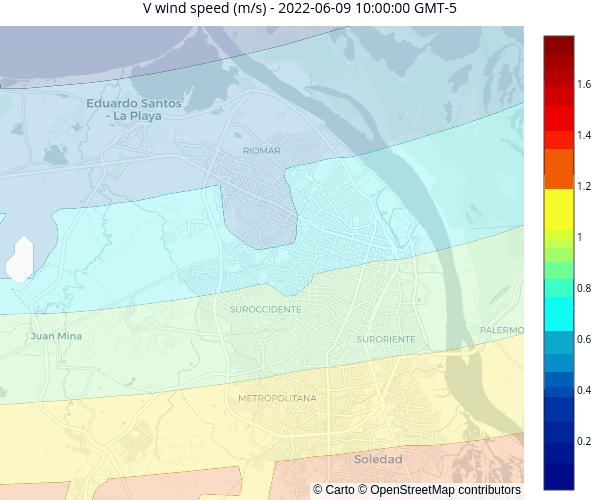 V wind speed (m/s) - 2022-06-09 10:00:00 GMT-5
Eduardo Santos
- La Playa
RIOMAR
SUROCCIDENTE
Juan Mina
SURORIENTE
PALERMO
METROPOLITANA
Soledad
© Carto © OpenStreetMap contributors
1.6
1.4
1.2
1
0.8
0.6
0.4
0.2